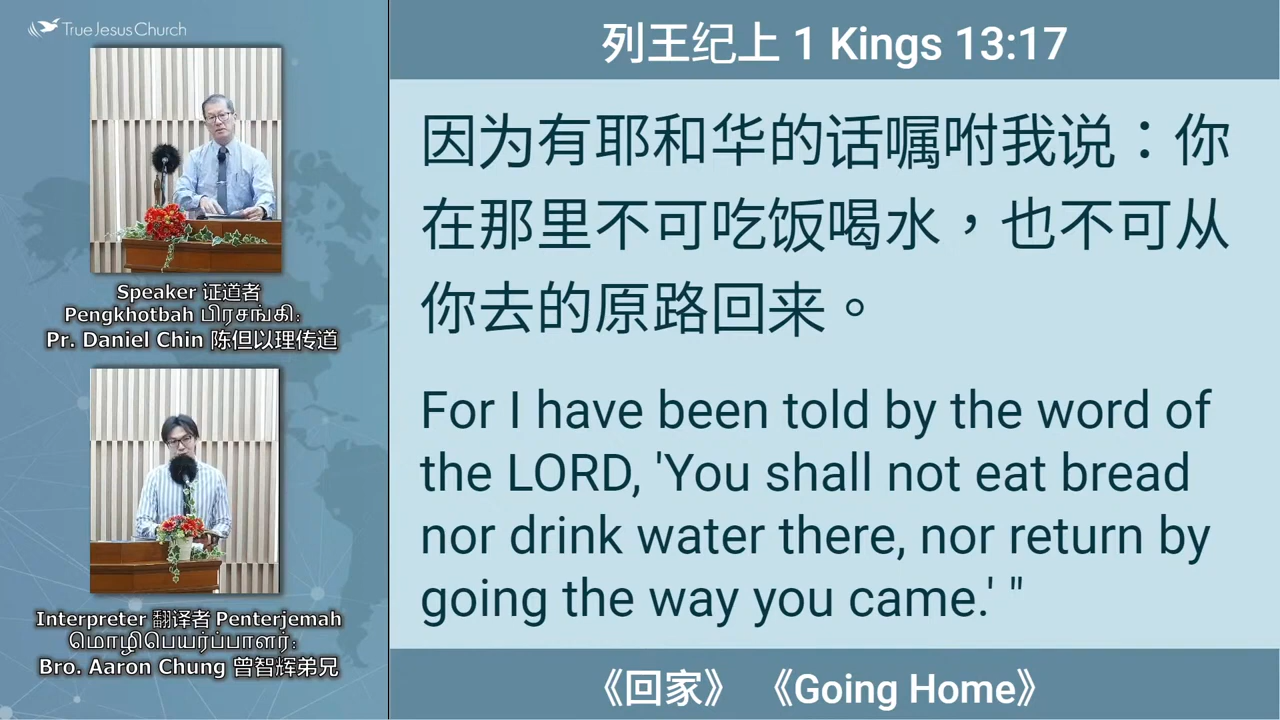 True Jesus Church
Speaker 证道者
Pengkhotbah பிரசங்கி:
Pr. Daniel Chin 陈但以理传道
Interpreter 翻译者 Penterjemah
மொழிபெயர்ப்பாளர்:
Bro. Aaron Chung 曾智辉弟兄
列王纪上 1 Kings 13:17
因为有耶和华的话嘱咐我说：你
在那里不可吃饭喝水，也不可从
你去的原路回来。
For I have been told by the word of
the LORD, 'You shall not eat bread
nor drink water there, nor return by
going the way you came.' "
《回家》 《Going Home》